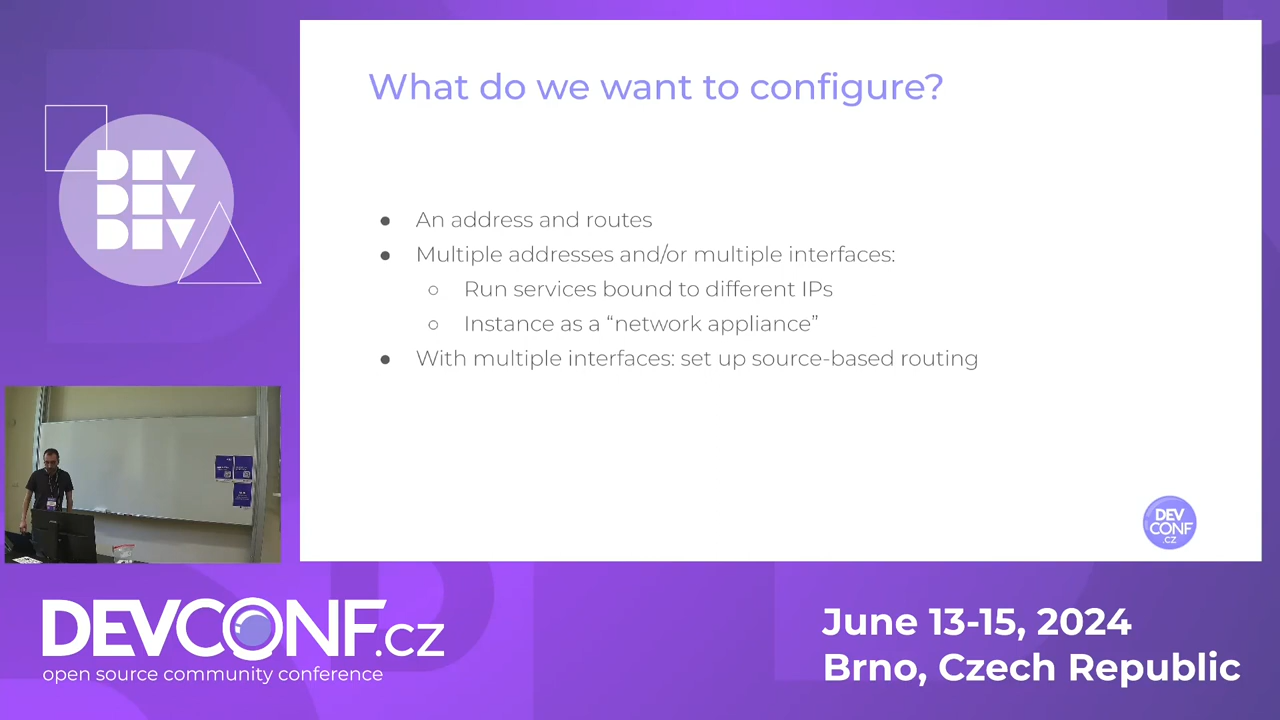 What do we want to configure?
DEV
DEV
DEV
● An address and routes
● Multiple addresses and/or multiple interfaces:
○ Run services bound to different IPs
○ Instance as a “network appliance”
● With multiple interfaces: set up source-based routing
DEV
CONF
.CZ
DEVCONF.cz
open source community conference
June 13-15, 2024
Brno, Czech Republic